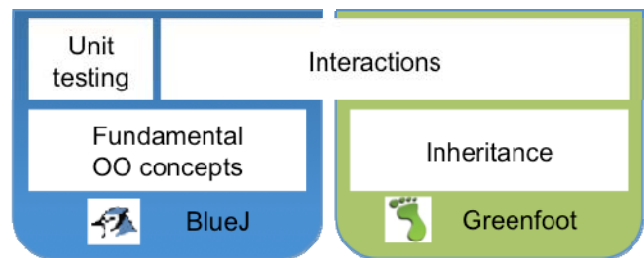 Unit
testing
Interactions
Fundamental
OO concepts
Inheritance
BlueJ
Greenfoot